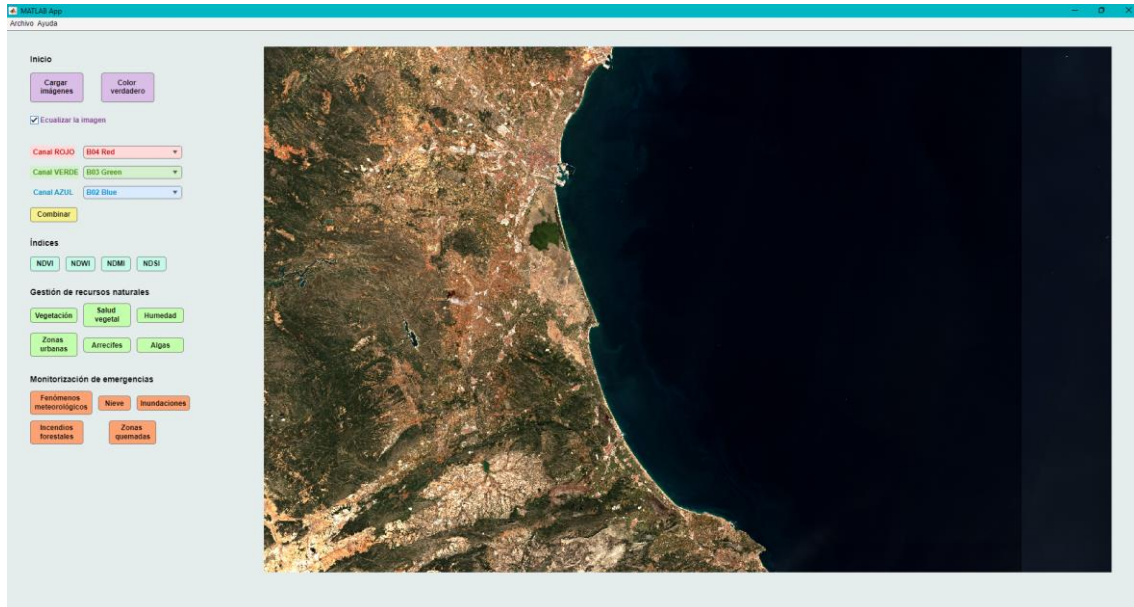 MATLAB App
Archivo Ayuda
Inicio
Cargar
imágenes
Color
verdadero
Ecualizar la imagen
Canal ROJO B04 Red
Canal VERDE B03 Green
Canal AZUL B02 Blue
Combinar
Índices
NDVI NDWI NDMI NDSI
Gestión de recursos naturales
Vegetación
Salud
vegetal
Humedad
Zonas
urbanas
Arrecifes
Algas
Monitorización de emergencias
Fenómenos
meteorológicos
Nieve
Inundaciones
Incendios
forestales
Zonas
quemadas